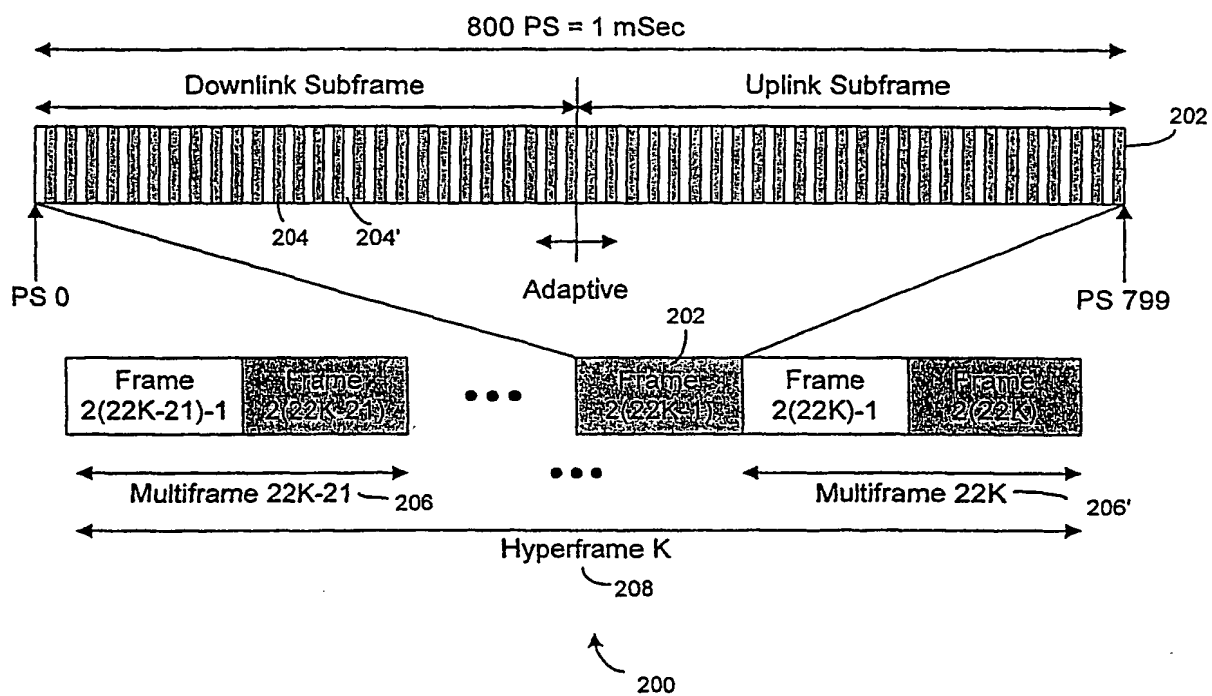 800 PS = 1 mSec
Downlink Subframe
Uplink Subframe
202
204
204'
PS 0
Adaptive
PS 799
202
Frame
2(22K-21)-1
Frame
2(22K-21)
Frame
2(22K-1)
Frame
2(22K)-1
Frame
2(22K)
Multiframe 22K-21
206
Multiframe 22K
206'
Hyperframe K
208
200